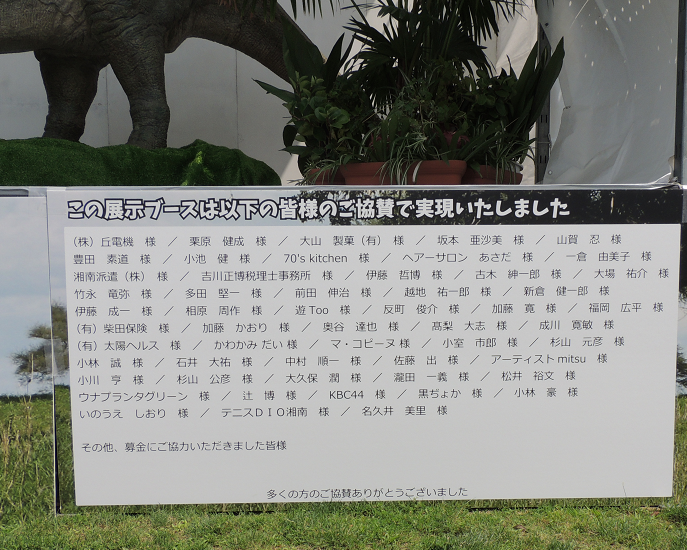 この展示ブースは以下の皆様のご協賛で実現いたしました
（株）丘電機　様　／　栗原　健成　様　／　大山　製菓（有）　様　／　坂本　亜沙美　様　／　山賀　忍　様
豊田　素道　様　／　小池　健　様　／　70's kitchen　様　／　ヘアーサロン　あさだ　様　／　一倉　由美子　様
湘南派遣（株）　様　／　吉川正博税理士事務所　様　／　伊藤　哲博　様　／　古木　紳一郎　様　／　大場　祐介　様
竹永　竜弥　様　／　多田　堅一　様　／　前田　伸治　様　／　越地　祐一郎　様　／　新倉　健一郎　様
伊藤　成一　様　／　相原　周作　様　／　遊Too　様　／　反町　俊介　様　／　加藤　寛　様　／　福岡　広平　様
（有）柴田保険　様　／　加藤　かおり　様　／　奥谷　達也　様　／　髙梨　大志　様　／　成川　寛敏　様
（有）太陽ヘルス　様　／　かわかみ だい 様　／　マ・コピーヌ 様　／　小室　市郎　様　／　杉山　元彦　様
小林　誠　様　／　石井　大祐　様　／　中村　順一　様　／　佐藤　出　様　／　アーティスト mitsu　様
小川　亨　様　／　杉山　公彦　様　／　大久保　潤　様　／　瀧田　一義　様　／　松井　裕文　様
ウナプランタグリーン　様　／　辻　博　様　／　KBC44　様　／　黒ぢょか　様　／　小林　豪　様
いのうえ　しおり　様　／　テニスＤＩＯ湘南　様　／　名久井　美里　様
その他、募金にご協力いただきました皆様
多くの方のご協賛ありがとうございました